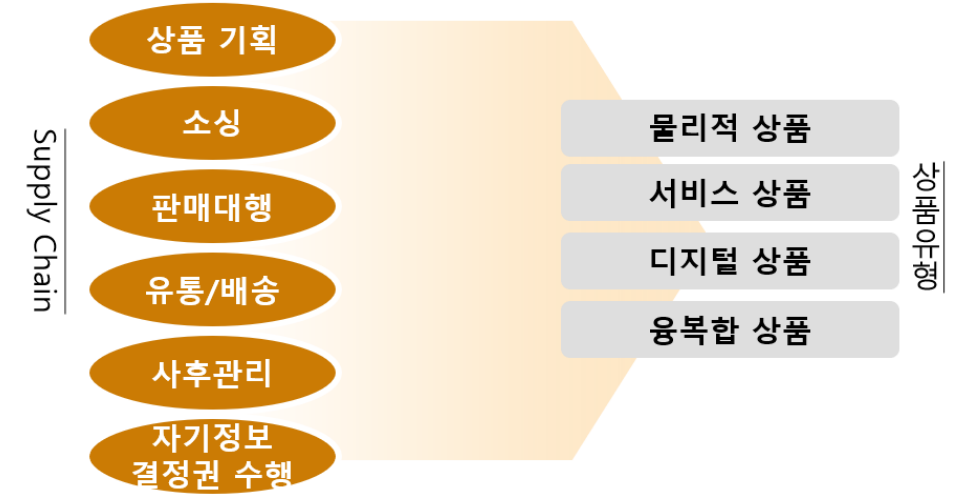 Supply Chain
상품 기획
소싱
판매대행
유통/배송
사후관리
자기정보
결정권 수행
물리적 상품
서비스 상품
디지털 상품
융복합 상품
상품유형